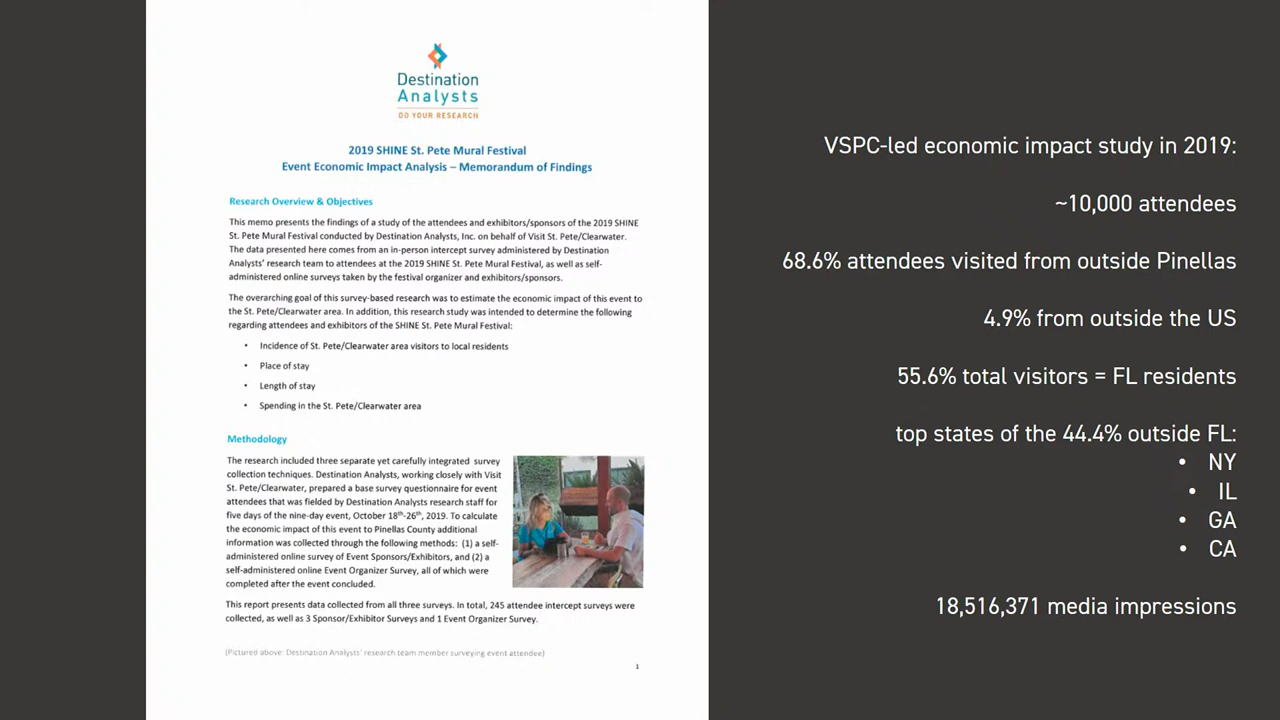 Destination
Analysts
DO YOUR RESEARCH
2019 SHINE St. Pete Mural Festival
Event Economic Impact Analysis – Memorandum of Findings
Research Overview & Objectives
This memo presents the findings of a study of the attendees and exhibitors/sponsors of the 2019 SHINE
St. Pete Mural Festival conducted by Destination Analysts, Inc. on behalf of Visit St. Pete/Clearwater.
The data presented here comes from an in-person intercept survey administered by Destination
Analysts' research team to attendees at the 2019 SHINE St. Pete Mural Festival, as well as self-
administered online surveys taken by the festival organizer and exhibitors/sponsors.
The overarching goal of this survey-based research was to estimate the economic impact of this event to
the St. Pete/Clearwater area. In addition, this research study was intended to determine the following
regarding attendees and exhibitors of the SHINE St. Pete Mural Festival:
• Incidence of St. Pete/Clearwater area visitors to local residents
• Place of stay
• Length of stay
• Spending in the St. Pete/Clearwater area
Methodology
The research included three separate yet carefully integrated survey
collection techniques. Destination Analysts, working closely with Visit
St. Pete/Clearwater, prepared a base survey questionnaire for event
attendees that was fielded by Destination Analysts research staff for
five days of the nine-day event, October 18th-26th, 2019. To calculate
the economic impact of this event to Pinellas County additional
information was collected through the following methods: (1) a self-
administered online survey of Event Sponsors/Exhibitors, and (2) a
self-administered online Event Organizer Survey, all of which were
completed after the event concluded.
This report presents data collected from all three surveys. In total, 245 attendee intercept surveys were
collected, as well as 3 Sponsor/Exhibitor Surveys and 1 Event Organizer Survey.
(Pictured above: Destination Analysts' research team member surveying event attendee)
1
VSPC-led economic impact study in 2019:
~10,000 attendees
68.6% attendees visited from outside Pinellas
4.9% from outside the US
55.6% total visitors = FL residents
top states of the 44.4% outside FL:
• NY
• IL
• GA
• CA
18,516,371 media impressions